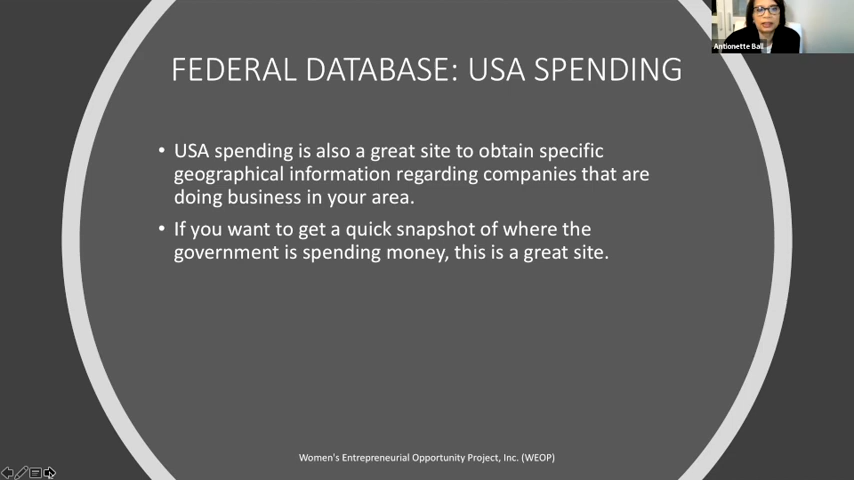 Antionette Ball
FEDERAL DATABASE: USA SPENDING
• USA spending is also a great site to obtain specific
geographical information regarding companies that are
doing business in your area.
• If you want to get a quick snapshot of where the
government is spending money, this is a great site.
Women's Entrepreneurial Opportunity Project, Inc. (WEOP)